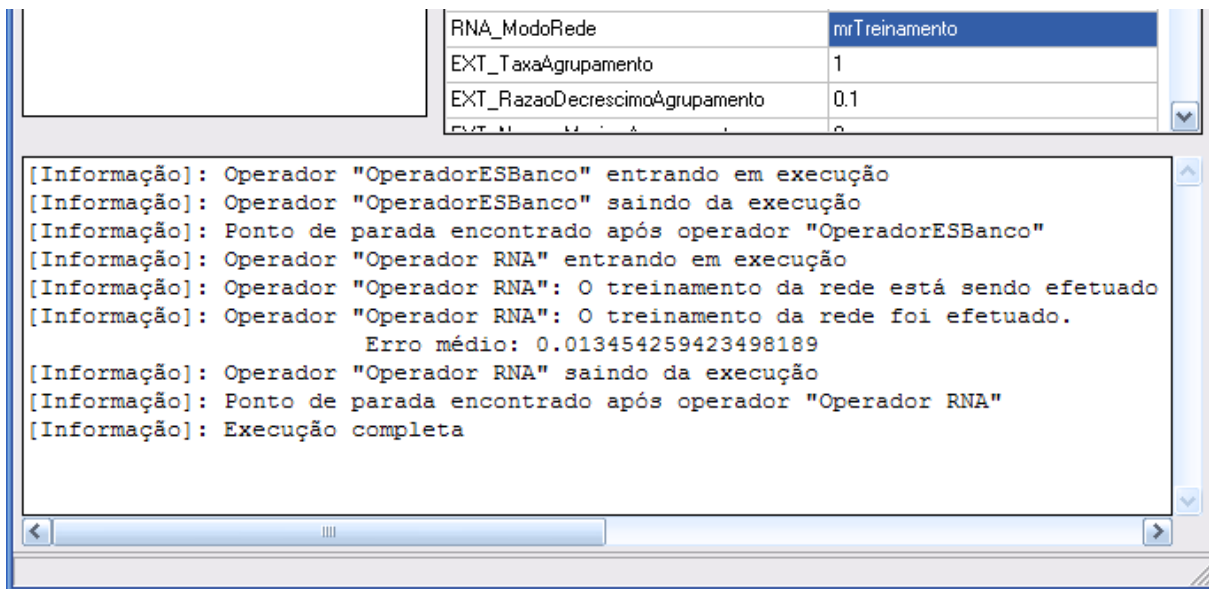 RNA_ModoRede mrTreinamento
EXT_TaxaAgrupamento 1
EXT_RazaoDecrescimoAgrupamento 0.1
[Informação]: Operador "OperadorESBanco" entrando em execução
[Informação]: Operador "OperadorESBanco" saindo da execução
[Informação]: Ponto de parada encontrado após operador "OperadorESBanco"
[Informação]: Operador "Operador RNA" entrando em execução
[Informação]: Operador "Operador RNA": O treinamento da rede está sendo efetuado
[Informação]: Operador "Operador RNA": O treinamento da rede foi efetuado.
Erro médio: 0.013454259423498189
[Informação]: Operador "Operador RNA" saindo da execução
[Informação]: Ponto de parada encontrado após operador "Operador RNA"
[Informação]: Execução completa